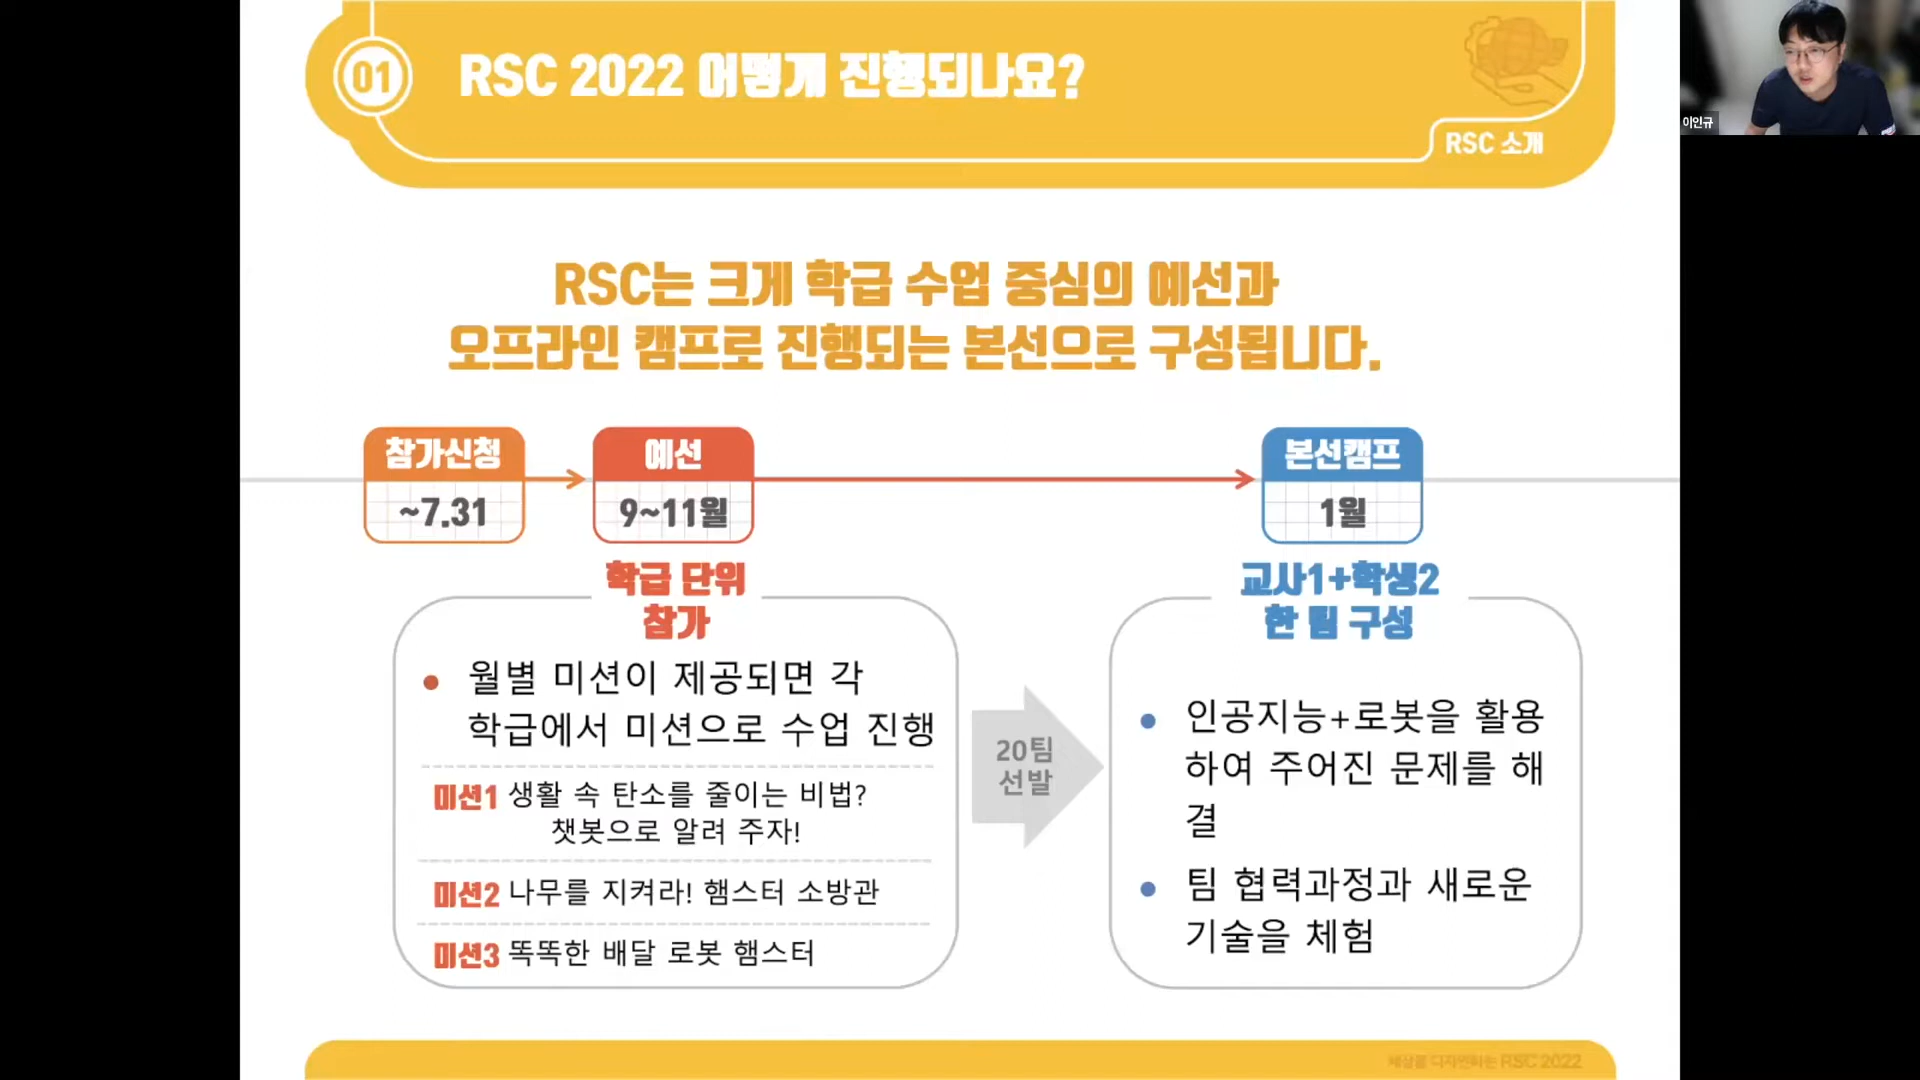 01
RSC 2022 어떻게 진행되나요?
RSC 소개
이인규
RSC는 크게 학급 수업 중심의 예선과
오프라인 캠프로 진행되는 본선으로 구성됩니다.
참가신청
~7.31
예선
9~11월
본선캠프
1월
학급 단위
참가
월별 미션이 제공되면 각
학급에서 미션으로 수업 진행
미션1 생활 속 탄소를 줄이는 비법?
챗봇으로 알려 주자!
미션2 나무를 지켜라! 햄스터 소방관
미션3 똑똑한 배달 로봇 햄스터
20팀
선발
교사1+학생2
한 팀 구성
인공지능+로봇을 활용
하여 주어진 문제를 해
결
팀 협력과정과 새로운
기술을 체험
세상을 디자인하는 RSC 2022